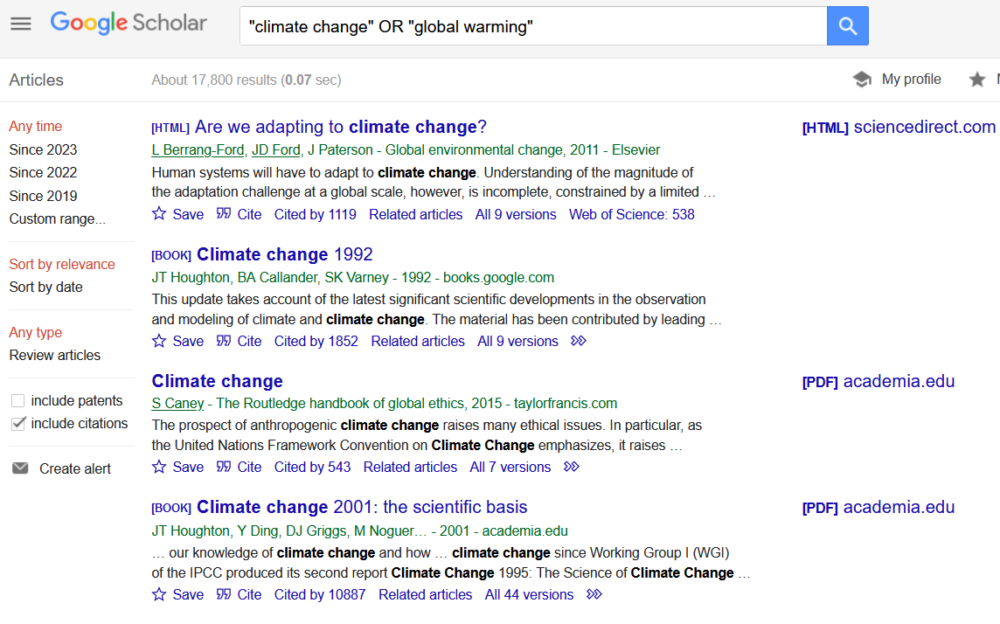 Google Scholar
"climate change" OR "global warming"
Articles
About 17,800 results (0.07 sec)
My profile
Any time
Since 2023
Since 2022
Since 2019
Custom range...
Sort by relevance
Sort by date
Any type
Review articles
include patents
include citations
Create alert
[HTML] Are we adapting to climate change?
L Berrang-Ford, JD Ford, J Paterson - Global environmental change, 2011 - Elsevier
Human systems will have to adapt to climate change. Understanding of the magnitude of
the adaptation challenge at a global scale, however, is incomplete, constrained by a limited …
Save Cite Cited by 1119 Related articles All 9 versions Web of Science: 538
[HTML] sciencedirect.com
[BOOK] Climate change 1992
JT Houghton, BA Callander, SK Varney - 1992 - books.google.com
This update takes account of the latest significant scientific developments in the observation
and modeling of climate and climate change. The material has been contributed by leading …
Save Cite Cited by 1852 Related articles All 9 versions
Climate change
S Caney - The Routledge handbook of global ethics, 2015 - taylorfrancis.com
The prospect of anthropogenic climate change raises many ethical issues. In particular, as
the United Nations Framework Convention on Climate Change emphasizes, it raises …
Save Cite Cited by 543 Related articles All 7 versions
[PDF] academia.edu
[BOOK] Climate change 2001: the scientific basis
JT Houghton, Y Ding, DJ Griggs, M Noguer… - 2001 - academia.edu
… our knowledge of climate change and how … climate change since Working Group I (WGI)
of the IPCC produced its second report Climate Change 1995: The Science of Climate Change …
Save Cite Cited by 10887 Related articles All 44 versions
[PDF] academia.edu